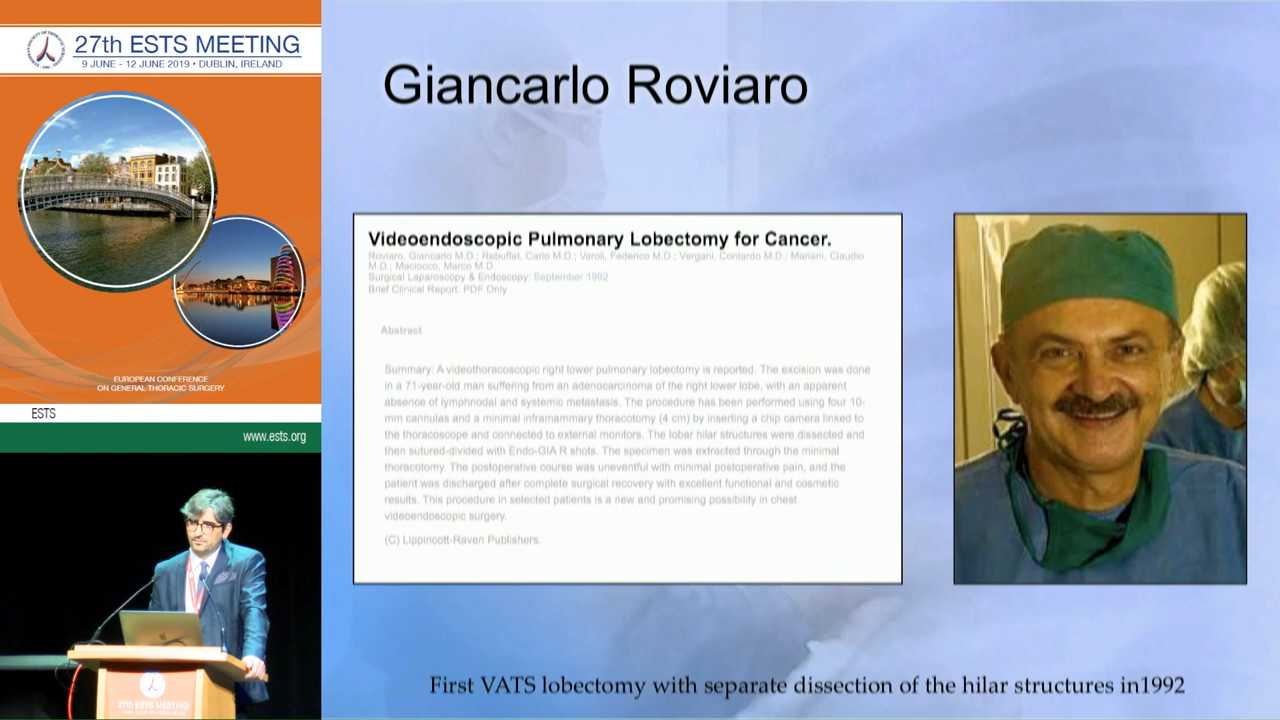 27th ESTS MEETING
9 JUNE - 12 JUNE 2019 • DUBLIN, IRELAND
EUROPEAN CONFERENCE
ON GENERAL THORACIC SURGERY
ESTS
www.ests.org
27th ESTS MEETING
Giancarlo Roviaro
Videoendoscopic Pulmonary Lobectomy for Cancer.
Roviaro, Giancarlo M.D.; Rebuffat, Carlo M.D.; Varoli, Federico M.D.; Vergani, Contardo M.D.; Mariani, Claudio
M.D.; Maciocco, Marco M.D.
Surgical Laparoscopy & Endoscopy: September 1992
Brief Clinical Report: PDF Only
Abstract
Summary: A videothoracoscopic right lower pulmonary lobectomy is reported. The excision was done
in a 71-year-old man suffering from an adenocarcinoma of the right lower lobe, with an apparent
absence of lymphnodal and systemic metastasis. The procedure has been performed using four 10-
mm cannulas and a minimal inframammary thoracotomy (4 cm) by inserting a chip camera linked to
the thoracoscope and connected to external monitors. The lobar hilar structures were dissected and
then sutured-divided with Endo-GIA R shots. The specimen was extracted through the minimal
thoracotomy. The postoperative course was uneventful with minimal postoperative pain, and the
patient was discharged after complete surgical recovery with excellent functional and cosmetic
results. This procedure in selected patients is a new and promising possibility in chest
videoendoscopic surgery.
(C) Lippincott-Raven Publishers.
First VATS lobectomy with separate dissection of the hilar structures in1992